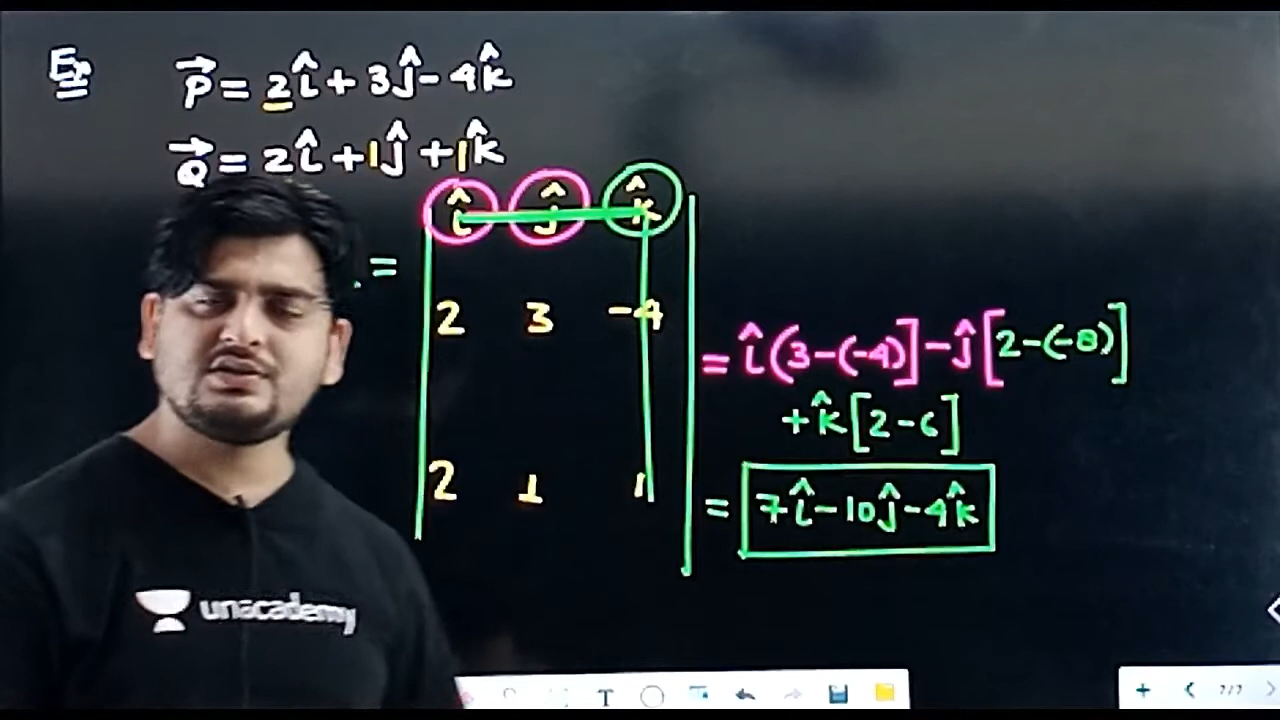 Ex P⃗ = 2î + 3ĵ - 4k̂
Q⃗ = 2î + 1ĵ + 1k̂
= | î ĵ k̂ |
2 3 -4
2 1 1
= î(3-(-4)] - ĵ[2-(-8)]
+ k̂[2-6]
= 7î - 10ĵ - 4k̂
unacademy
T
7/7